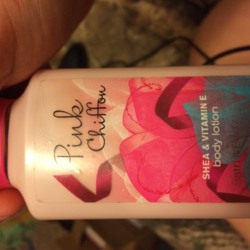 Pink
Chiffon
SHEA & VITAMIN E
body lotion